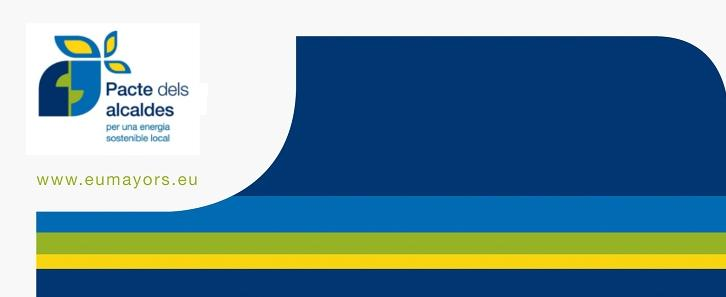 Pacte dels
alcaldes
per una energia
sostenible local
www.eumayors.eu